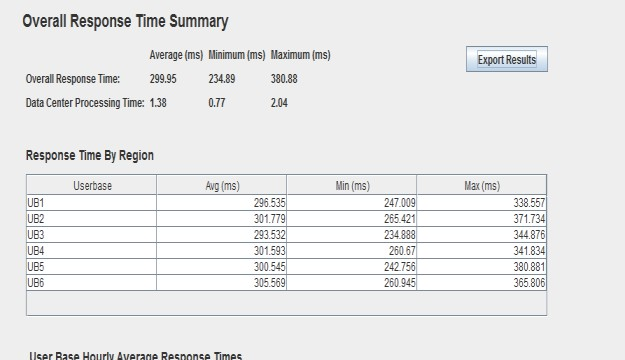 Overall Response Time Summary
Average (ms) Minimum (ms) Maximum (ms)
Export Results
Overall Response Time: 299.95 234.89 380.88
Data Center Processing Time: 1.38 0.77 2.04
Response Time By Region
Userbase Avg (ms) Min (ms) Max (ms)
UB1 296.535 247.009 338.557
UB2 301.779 265.421 371.734
UB3 293.532 234.888 344.876
UB4 301.593 260.67 341.834
UB5 300.545 242.756 380.881
UB6 305.569 260.945 365.806
User Base Hourly Average Response Times